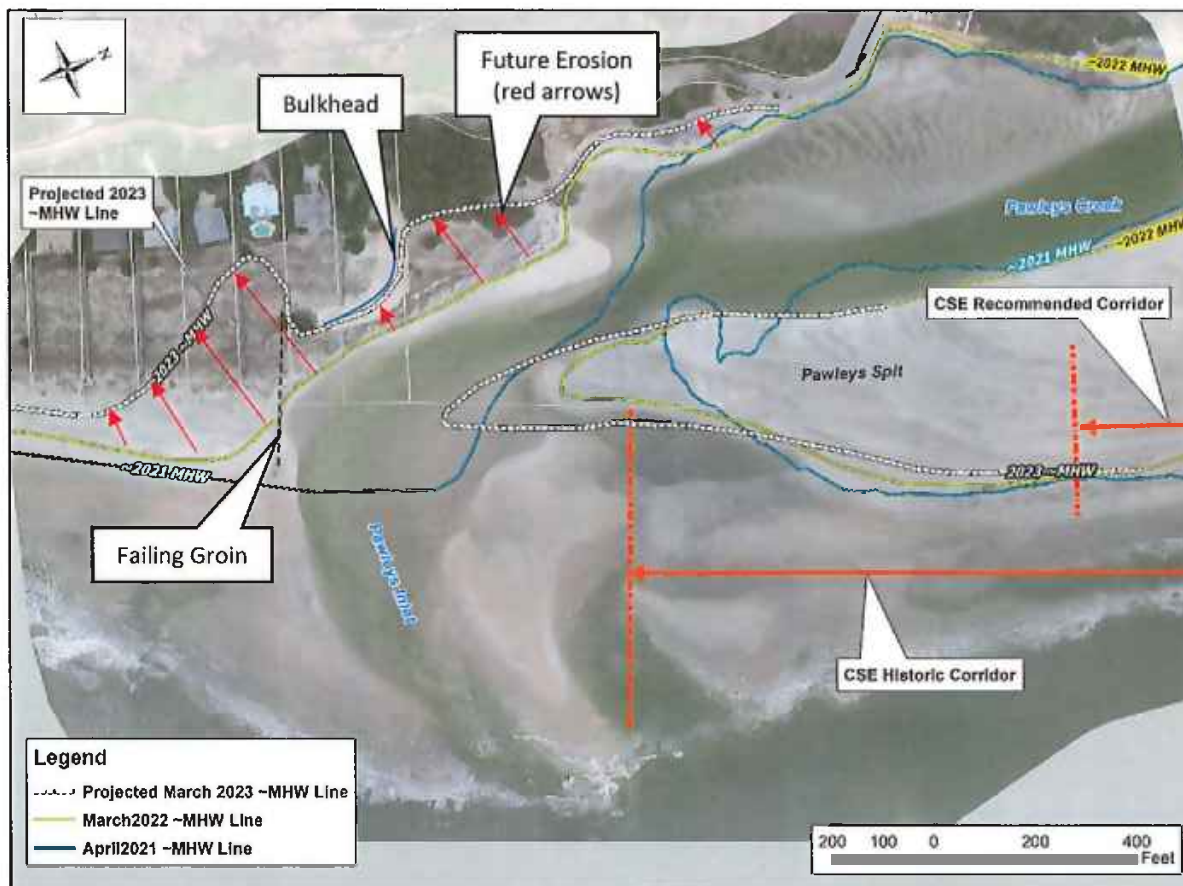 N
Bulkhead
Future Erosion
(red arrows)
~2022 MHW
Projected 2023
~MHW Line
Pawleys Creek
~2021 MHW
~2022 MHW
CSE Recommended Corridor
2023 ~MHW
Pawleys Spit
~2021 MHW
2023 ~MHW
Failing Groin
Pawleys Inlet
CSE Historic Corridor
Legend
Projected March 2023 ~MHW Line
March2022 ~MHW Line
April2021 ~MHW Line
200 100 0 200 400
Feet